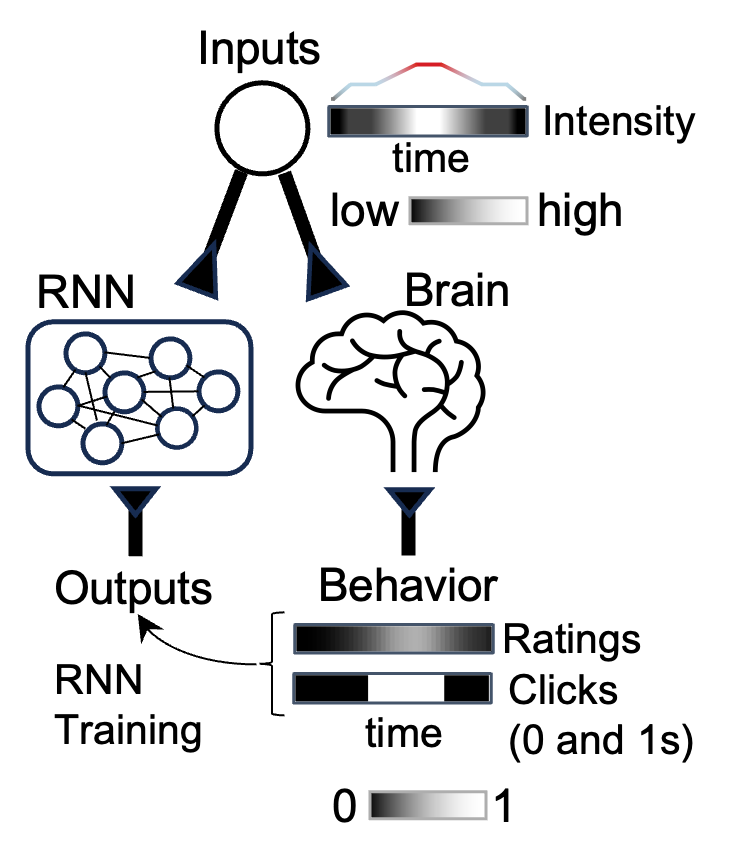 Inputs
Intensity
time
low high
RNN
Brain
Outputs
Behavior
Ratings
RNN
Training
Clicks
(0 and 1s)
time
0 1